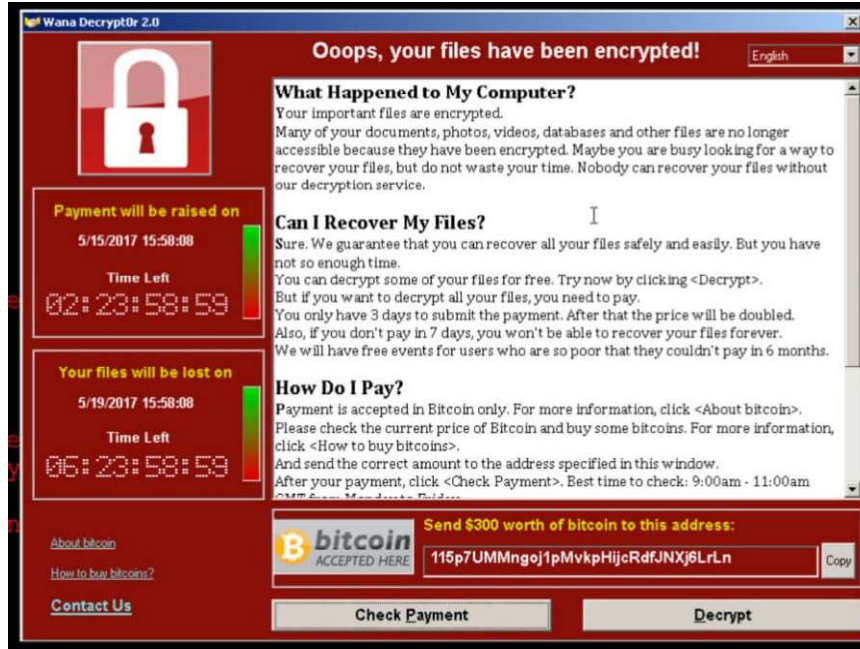 Wana Decrypt0r 2.0
Ooops, your files have been encrypted!
English
What Happened to My Computer?
Your important files are encrypted.
Many of your documents, photos, videos, databases and other files are no longer
accessible because they have been encrypted. Maybe you are busy looking for a way to
recover your files, but do not waste your time. Nobody can recover your files without
our decryption service.
Can I Recover My Files?
Sure. We guarantee that you can recover all your files safely and easily. But you have
not so enough time.
You can decrypt some of your files for free. Try now by clicking <Decrypt>.
But if you want to decrypt all your files, you need to pay.
You only have 3 days to submit the payment. After that the price will be doubled.
Also, if you don't pay in 7 days, you won't be able to recover your files forever.
We will have free events for users who are so poor that they couldn't pay in 6 months.
How Do I Pay?
Payment is accepted in Bitcoin only. For more information, click <About bitcoin>.
Please check the current price of Bitcoin and buy some bitcoins. For more information,
click <How to buy bitcoins>.
And send the correct amount to the address specified in this window.
After your payment, click <Check Payment>. Best time to check: 9:00am - 11:00am
GMT from Monday to Friday.
Payment will be raised on
5/15/2017 15:58:08
Time Left
02:23:58:59
Your files will be lost on
5/19/2017 15:58:08
Time Left
06:23:58:59
About bitcoin
How to buy bitcoins?
Contact Us
bitcoin
ACCEPTED HERE
Send $300 worth of bitcoin to this address:
115p7UMMngoj1pMvkpHijcRdfJNXj6LrLn
Copy
Check Payment
Decrypt